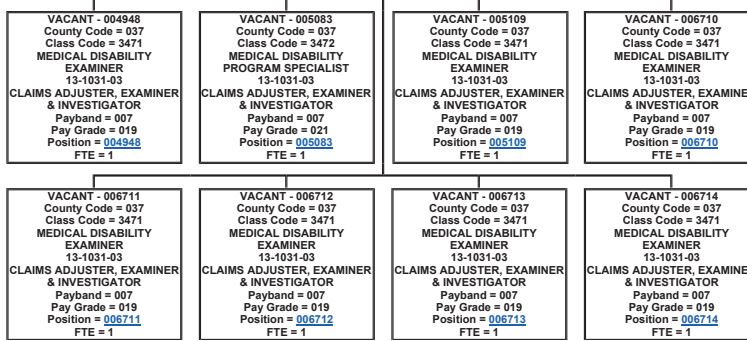 VACANT - 004948
County Code = 037
Class Code = 3471
MEDICAL DISABILITY
EXAMINER
13-1031-03
CLAIMS ADJUSTER, EXAMINER
& INVESTIGATOR
Payband = 007
Pay Grade = 019
Position = 004948
FTE = 1
VACANT - 005083
County Code = 037
Class Code = 3472
MEDICAL DISABILITY
PROGRAM SPECIALIST
13-1031-03
CLAIMS ADJUSTER, EXAMINER
& INVESTIGATOR
Payband = 007
Pay Grade = 021
Position = 005083
FTE = 1
VACANT - 005109
County Code = 037
Class Code = 3471
MEDICAL DISABILITY
EXAMINER
13-1031-03
CLAIMS ADJUSTER, EXAMINER
& INVESTIGATOR
Payband = 007
Pay Grade = 019
Position = 005109
FTE = 1
VACANT - 006710
County Code = 037
Class Code = 3471
MEDICAL DISABILITY
EXAMINER
13-1031-03
CLAIMS ADJUSTER, EXAMINE
& INVESTIGATOR
Payband = 007
Pay Grade = 019
Position = 006710
FTE = 1
VACANT - 006711
County Code = 037
Class Code = 3471
MEDICAL DISABILITY
EXAMINER
13-1031-03
CLAIMS ADJUSTER, EXAMINER
& INVESTIGATOR
Payband = 007
Pay Grade = 019
Position = 006711
FTE = 1
VACANT - 006712
County Code = 037
Class Code = 3471
MEDICAL DISABILITY
EXAMINER
13-1031-03
CLAIMS ADJUSTER, EXAMINER
& INVESTIGATOR
Payband = 007
Pay Grade = 019
Position = 006712
FTE = 1
VACANT - 006713
County Code = 037
Class Code = 3471
MEDICAL DISABILITY
EXAMINER
13-1031-03
CLAIMS ADJUSTER, EXAMINER
& INVESTIGATOR
Payband = 007
Pay Grade = 019
Position = 006713
FTE = 1
VACANT - 006714
County Code = 037
Class Code = 3471
MEDICAL DISABILITY
EXAMINER
13-1031-03
CLAIMS ADJUSTER, EXAMINE
& INVESTIGATOR
Payband = 007
Pay Grade = 019
Position = 006714
FTE = 1